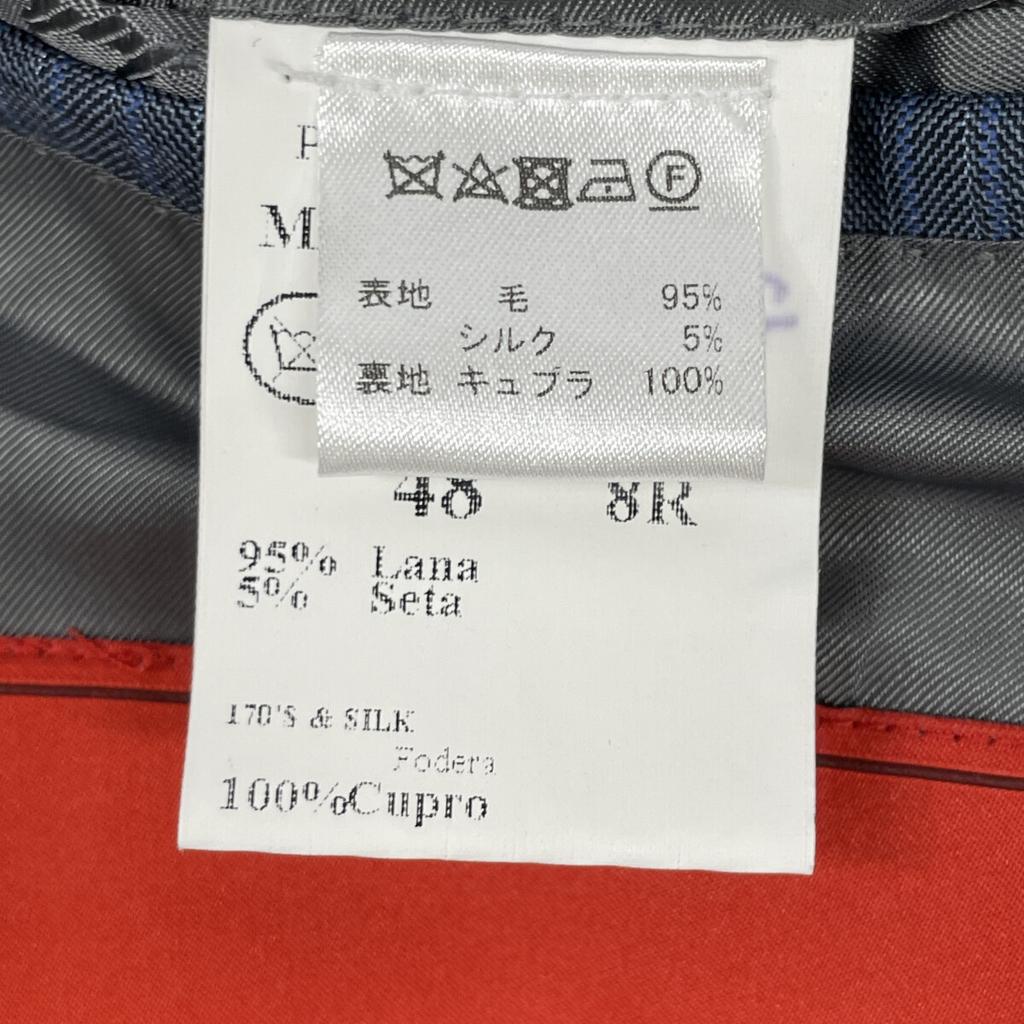 P
M
F
表地 毛 95%
シルク 5%
裏地 キュプラ 100%
48 8R
95% Lana
5% Seta
170'S & SILK
Fodera
100%Cupro